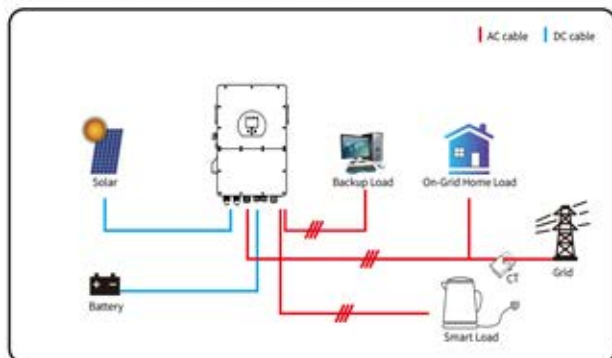 AC cable
DC cable
Solar
Backup Load
On-Grid Home Load
CT
Grid
Battery
Smart Load